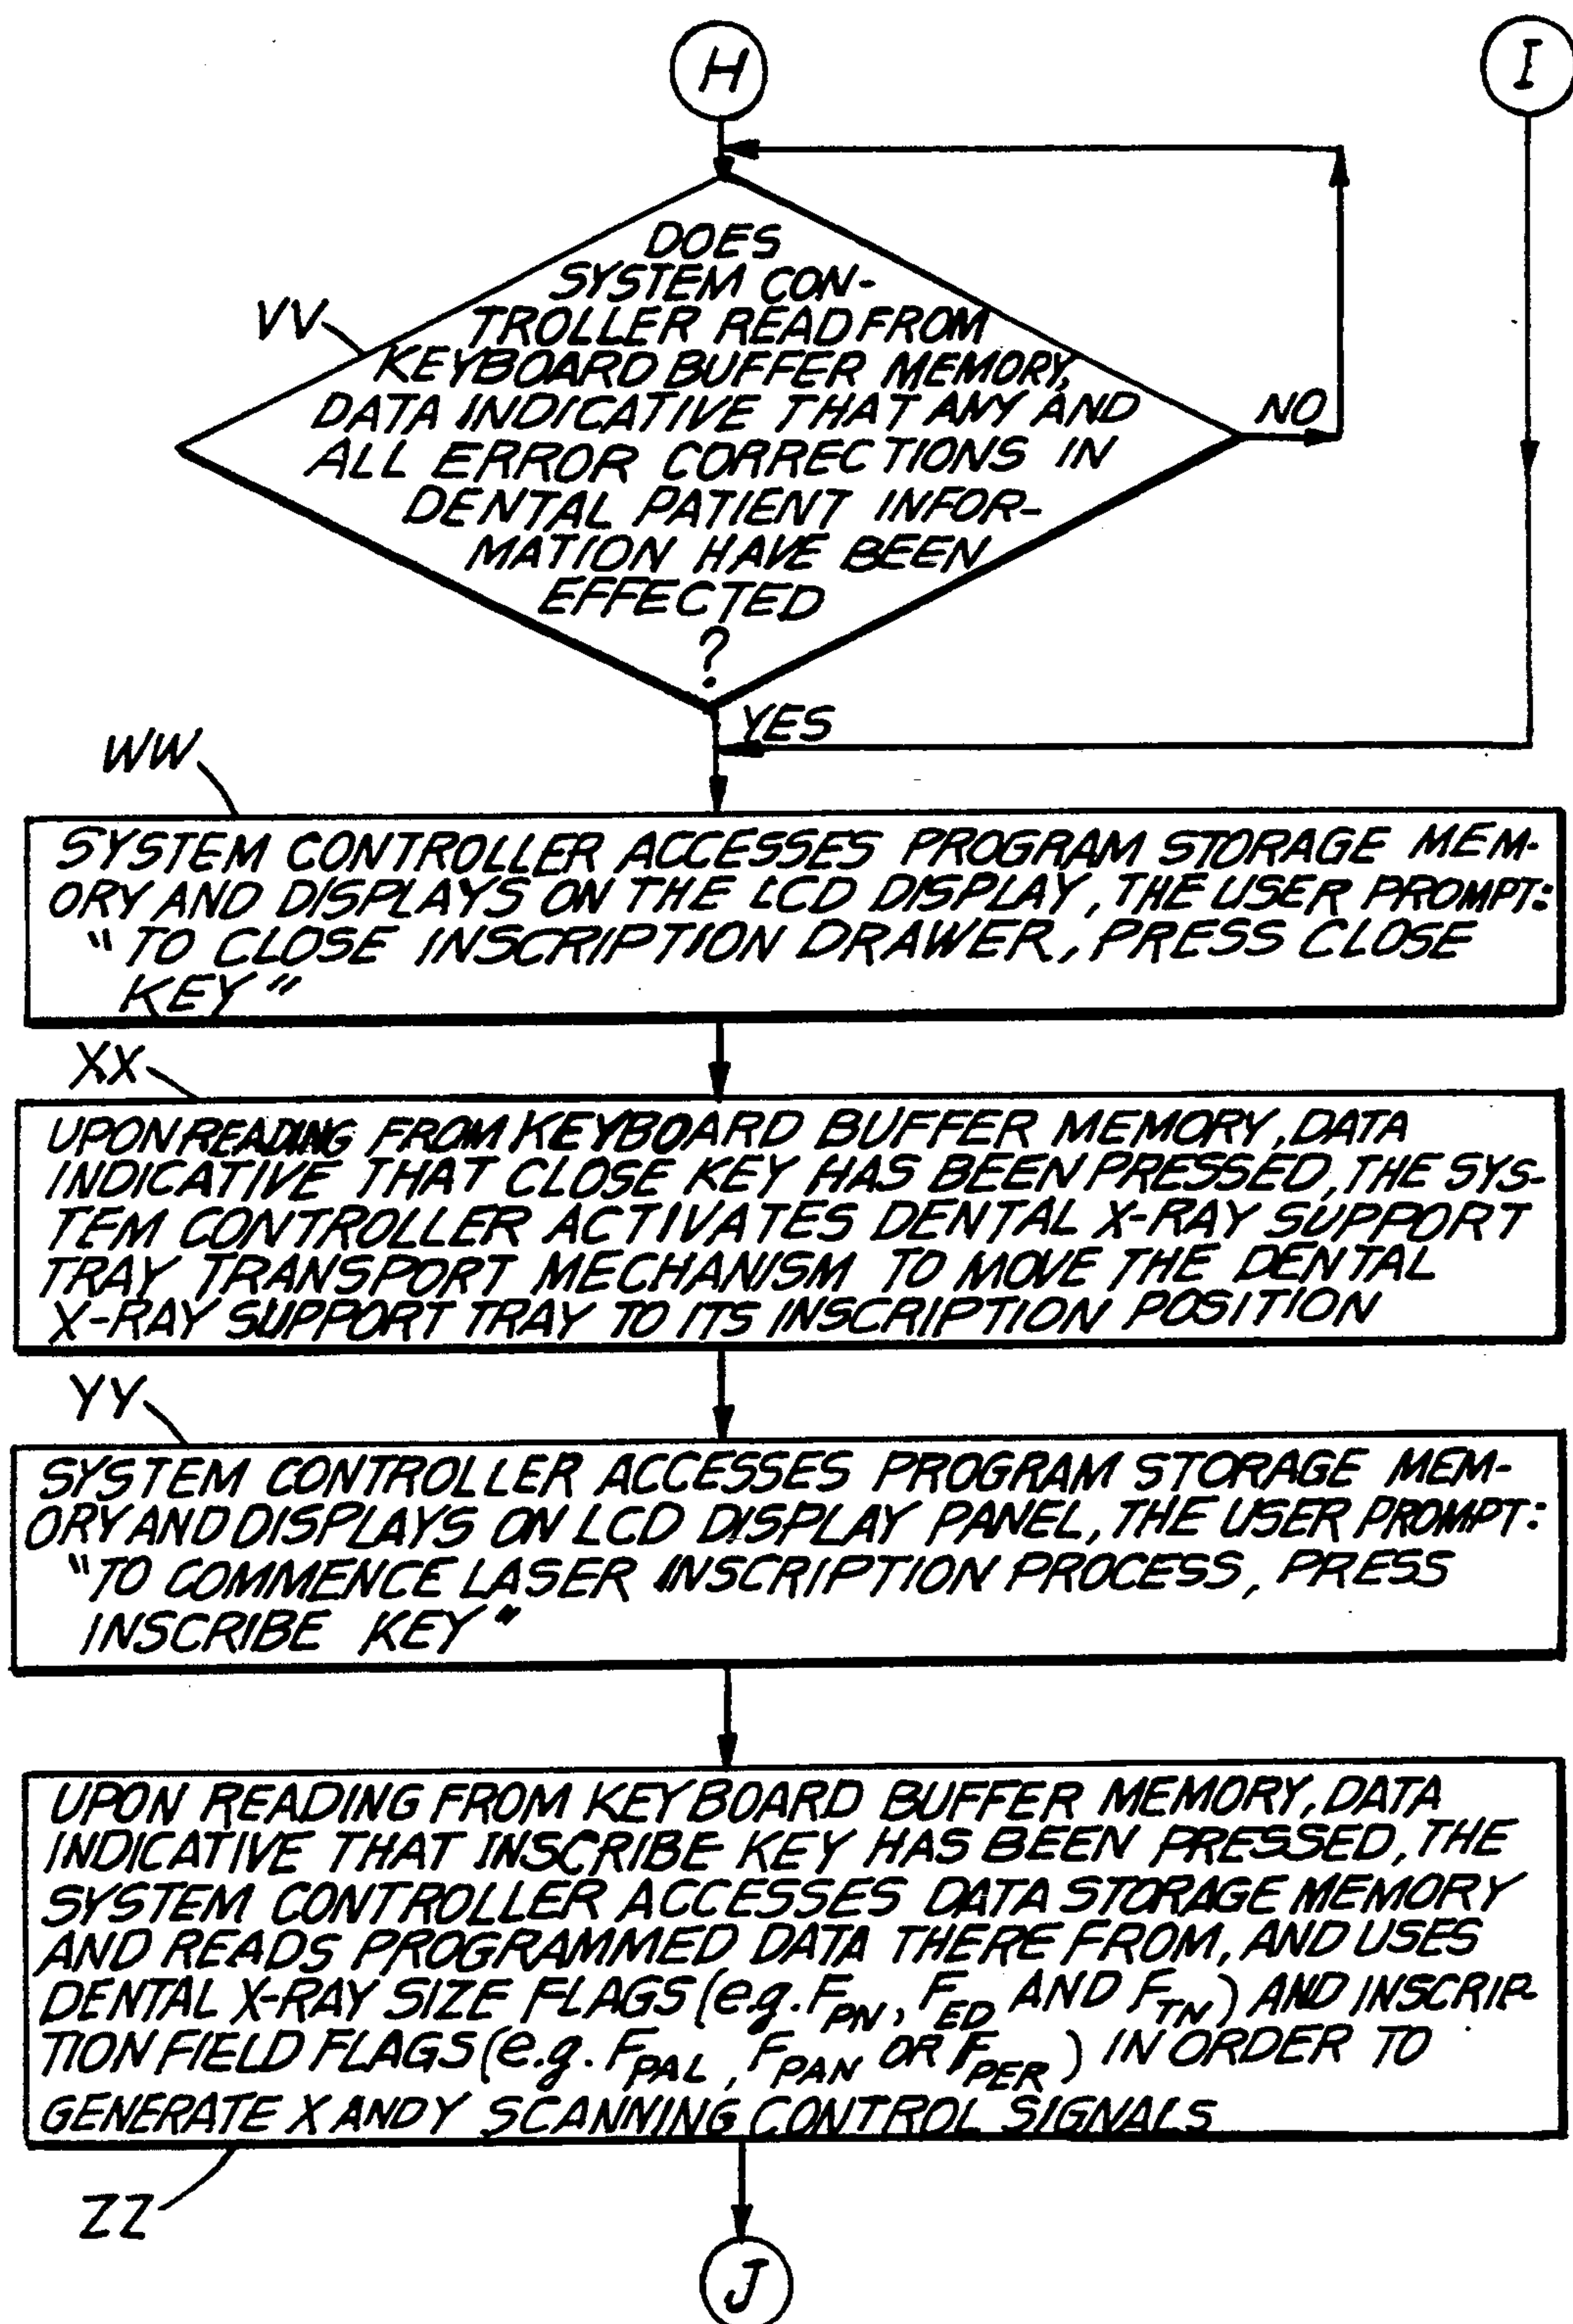 H
I
DOES
SYSTEM CON-
TROLLER READ FROM
VV
KEYBOARD BUFFER MEMORY,
DATA INDICATIVE THAT ANY AND
NO
ALL ERROR CORRECTIONS IN
DENTAL PATIENT INFOR-
MATION HAVE BEEN
EFFECTED
?
YES
WW
SYSTEM CONTROLLER ACCESSES PROGRAM STORAGE MEM-
ORY AND DISPLAYS ON THE LCD DISPLAY, THE USER PROMPT:
"TO CLOSE INSCRIPTION DRAWER, PRESS CLOSE
KEY"
XX
UPON READING FROM KEYBOARD BUFFER MEMORY, DATA
INDICATIVE THAT CLOSE KEY HAS BEEN PRESSED, THE SYS-
TEM CONTROLLER ACTIVATES DENTAL X-RAY SUPPORT
TRAY TRANSPORT MECHANISM TO MOVE THE DENTAL
X-RAY SUPPORT TRAY TO ITS INSCRIPTION POSITION
YY
SYSTEM CONTROLLER ACCESSES PROGRAM STORAGE MEM-
ORY AND DISPLAYS ON LCD DISPLAY PANEL, THE USER PROMPT:
"TO COMMENCE LASER INSCRIPTION PROCESS, PRESS
INSCRIBE KEY"
UPON READING FROM KEYBOARD BUFFER MEMORY, DATA
INDICATIVE THAT INSCRIBE KEY HAS BEEN PRESSED, THE
SYSTEM CONTROLLER ACCESSES DATA STORAGE MEMORY
AND READS PROGRAMMED DATA THERE FROM, AND USES
DENTAL X-RAY SIZE FLAGS (e.g. F_PN, F_ED AND F_TN) AND INSCRIP-
TION FIELD FLAGS (e.g. F_PAL, F_PAN OR F_PER) IN ORDER TO
GENERATE X AND Y SCANNING CONTROL SIGNALS
ZZ
J